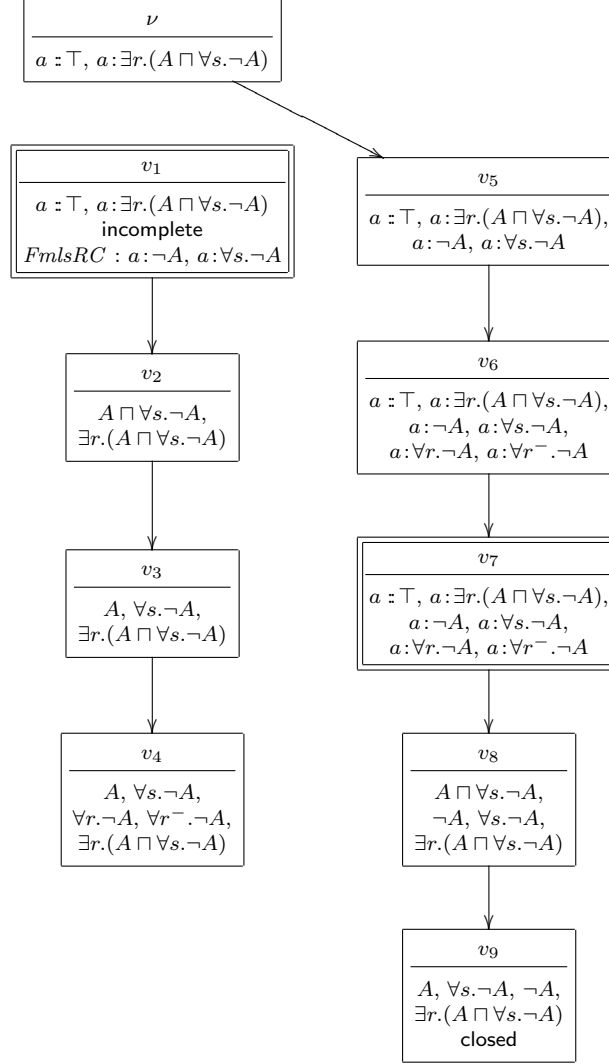 ν
a :: ⊤, a : ∃r.(A ⊓ ∀s.¬A)
v₁
a :: ⊤, a : ∃r.(A ⊓ ∀s.¬A)
incomplete
FmlsRC : a : ¬A, a : ∀s.¬A
v₂
A ⊓ ∀s.¬A,
∃r.(A ⊓ ∀s.¬A)
v₃
A, ∀s.¬A,
∃r.(A ⊓ ∀s.¬A)
v₄
A, ∀s.¬A,
∀r.¬A, ∀r⁻.¬A,
∃r.(A ⊓ ∀s.¬A)
v₅
a :: ⊤, a : ∃r.(A ⊓ ∀s.¬A),
a : ¬A, a : ∀s.¬A
v₆
a :: ⊤, a : ∃r.(A ⊓ ∀s.¬A),
a : ¬A, a : ∀s.¬A,
a : ∀r.¬A, a : ∀r⁻.¬A
v₇
a :: ⊤, a : ∃r.(A ⊓ ∀s.¬A),
a : ¬A, a : ∀s.¬A,
a : ∀r.¬A, a : ∀r⁻.¬A
v₈
A ⊓ ∀s.¬A,
¬A, ∀s.¬A,
∃r.(A ⊓ ∀s.¬A)
v₉
A, ∀s.¬A, ¬A,
∃r.(A ⊓ ∀s.¬A)
closed